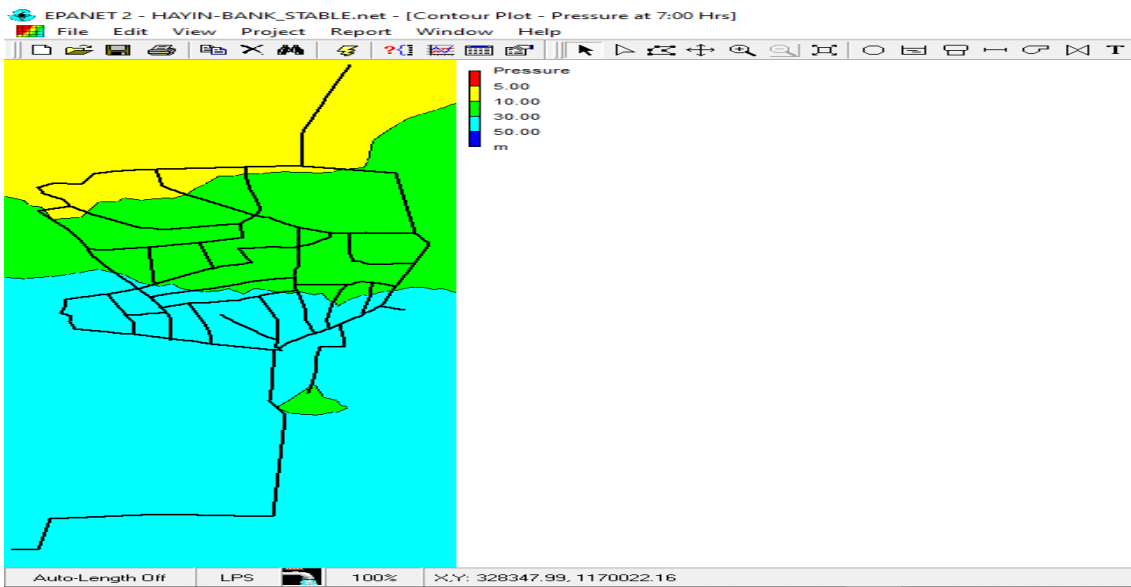 EPANET 2 - HAYIN-BANK_STABLE.net - [Contour Plot - Pressure at 7:00 Hrs]
File Edit View Project Report Window Help
T
Pressure
5.00
10.00
30.00
50.00
m
Auto-Length Off LPS 100% X,Y: 328347.99, 1170022.16